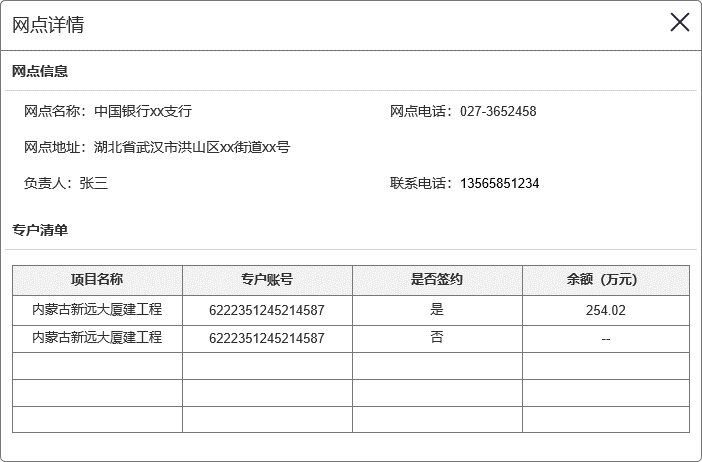 网点详情
网点信息
网点名称：中国银行xx支行 网点电话：027-3652458
网点地址：湖北省武汉市洪山区xx街道xx号
负责人：张三 联系电话：13565851234
专户清单
项目名称 专户账号 是否签约 余额（万元）
内蒙古新远大厦建工程 6222351245214587 是 254.02
内蒙古新远大厦建工程 6222351245214587 否 --